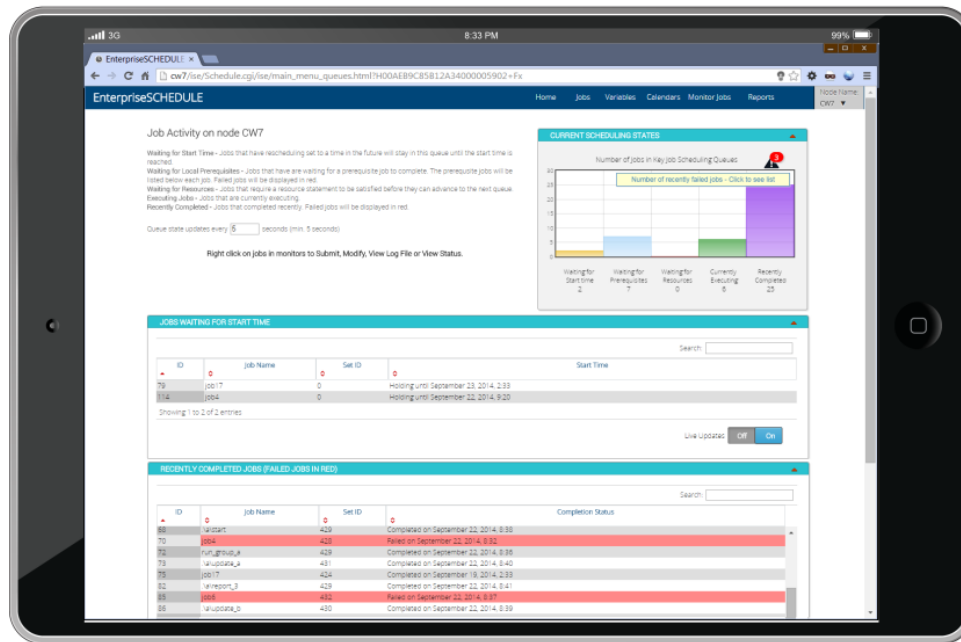 3G
8:33 PM
99%
EnterpriseSCHEDULE ×
cw7/ise/Schedule.cgi/ise/main_menu_queues.html?H00AEB9C85812A34000005902+Fx
EnterpriseSCHEDULE
Home Jobs Variables Calendars Monitor Jobs Reports
Node Name:
CW7 ▼
Job Activity on node CW7
Waiting for Start Time - Jobs that have rescheduling set to a time in the future will stay in this queue until the start time is
reached.
Waiting for Local Prerequisites - Jobs that have are waiting for a prerequisite job to complete. The prerequisite jobs will be
listed below each job. Failed jobs will be displayed in red.
Waiting for Resources - Jobs that require a resource statement to be satisfied before they can advance to the next queue.
Executing Jobs - Jobs that are currently executing.
Recently Completed - Jobs that completed recently. Failed jobs will be displayed in red.
Queue state updates every 5 seconds (min. 5 seconds)
Right click on jobs in monitors to Submit, Modify, View Log File or View Status.
CURRENT SCHEDULING STATES
Number of Jobs in Key Job Scheduling Queues
3
Number of recently failed jobs - Click to see list
30
25
20
15
10
5
0
Waiting for Start time 2
Waiting for Prerequisites 7
Waiting for Resources 0
Currently Executing 6
Recently Completed 25
JOBS WAITING FOR START TIME
Search:
ID Job Name Set ID Start Time
79 job17 0 Holding until September 23, 2014, 2:33
114 job4 0 Holding until September 22, 2014, 9:20
Showing 1 to 2 of 2 entries
Live Updates Off On
RECENTLY COMPLETED JOBS (FAILED JOBS IN RED)
Search:
ID Job Name Set ID Completion Status
68 .\a\start 429 Completed on September 22, 2014, 8:38
70 job4 428 Failed on September 22, 2014, 8:32
72 run_group_a 429 Completed on September 22, 2014, 8:36
73 .\a\update_a 431 Completed on September 22, 2014, 8:40
75 job17 424 Completed on September 19, 2014, 2:33
82 .\a\report_3 429 Completed on September 22, 2014, 8:41
85 job6 432 Failed on September 22, 2014, 8:37
86 .\a\update_b 430 Completed on September 22, 2014, 8:39